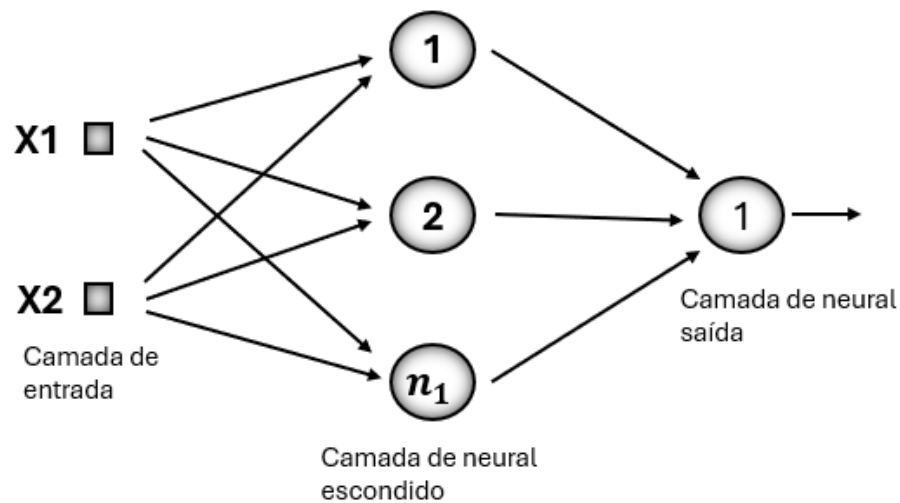 1
X1
2
1
X2
Camada de neural
saída
Camada de
entrada
n₁
Camada de neural
escondido